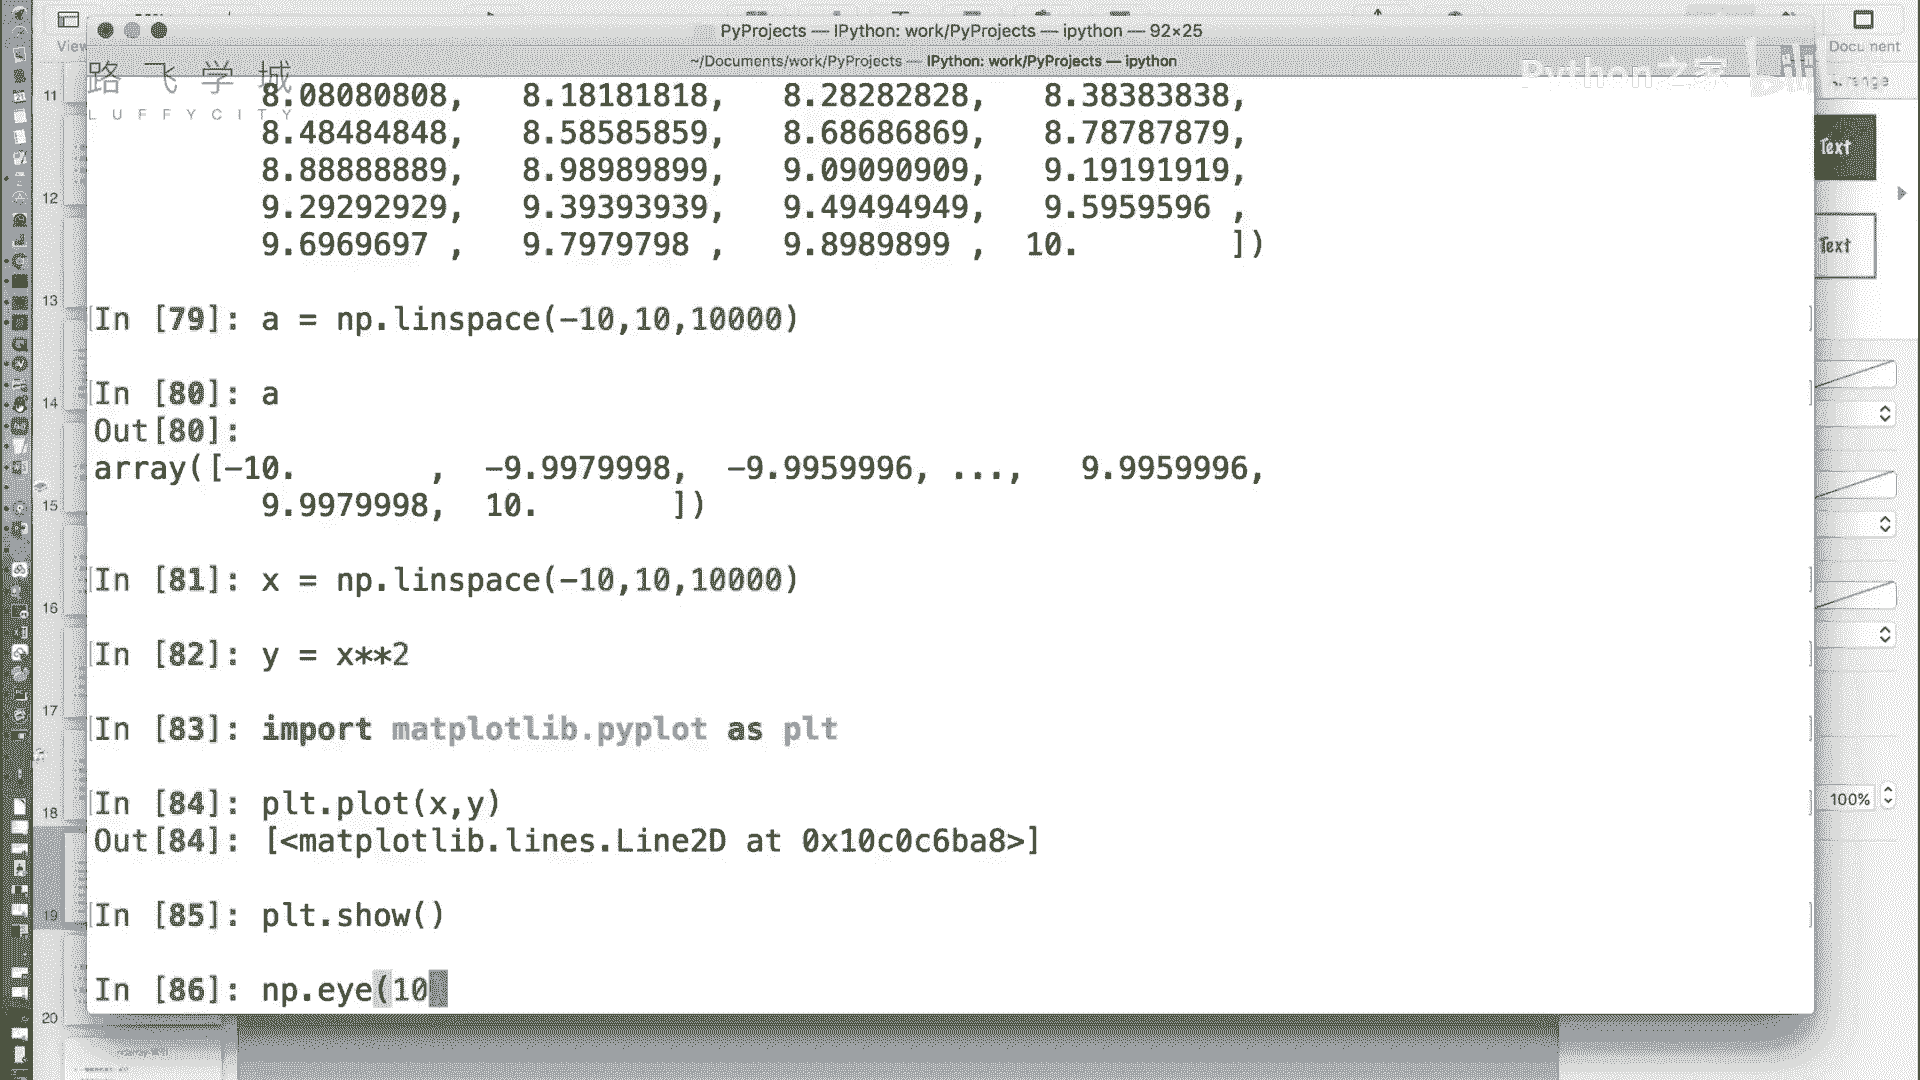 PyProjects — IPython: work/PyProjects — ipython — 92×25
~/Documents/work/PyProjects — IPython: work/PyProjects — ipython
View
路飞学城
LUFFYCITY
Python之家
8.08080808,   8.18181818,   8.28282828,   8.38383838,
8.48484848,   8.58585859,   8.68686869,   8.78787879,
8.88888889,   8.98989899,   9.09090909,   9.19191919,
9.29292929,   9.39393939,   9.49494949,   9.5959596 ,
9.6969697 ,   9.7979798 ,   9.8989899 ,  10.        ])
In [79]: a = np.linspace(-10,10,10000)
In [80]: a
Out[80]:
array([-10.       ,  -9.9979998,  -9.9959996, ...,   9.9959996,
9.9979998,  10.       ])
In [81]: x = np.linspace(-10,10,10000)
In [82]: y = x**2
In [83]: import matplotlib.pyplot as plt
In [84]: plt.plot(x,y)
Out[84]: [<matplotlib.lines.Line2D at 0x10c0c6ba8>]
In [85]: plt.show()
In [86]: np.eye(10
11
12
13
14
15
16
17
18
19
20
Text
Text
100%